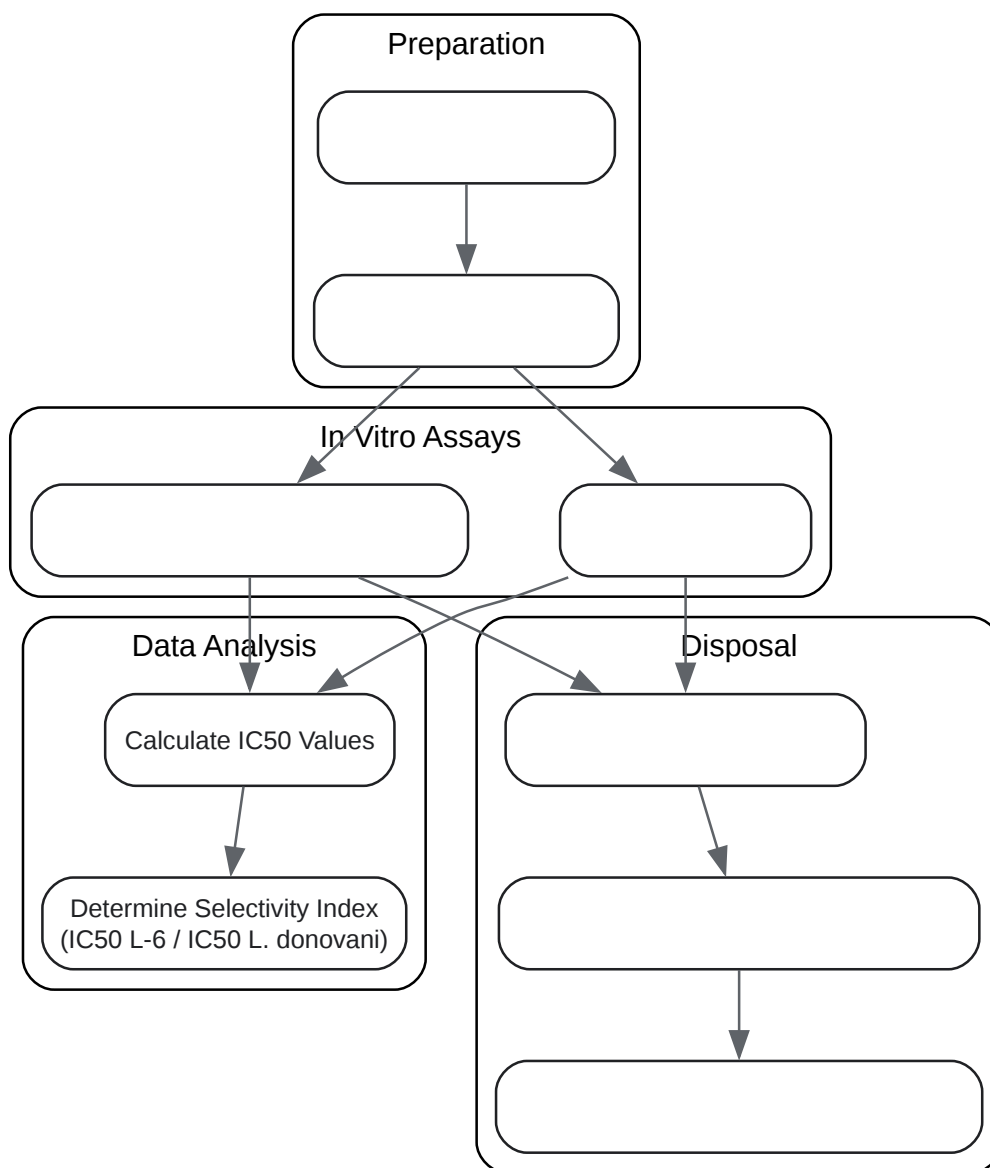 Preparation
In Vitro Assays
Data Analysis
Disposal
Calculate IC50 Values
Determine Selectivity Index
(IC50 L-6 / IC50 L. donovani)